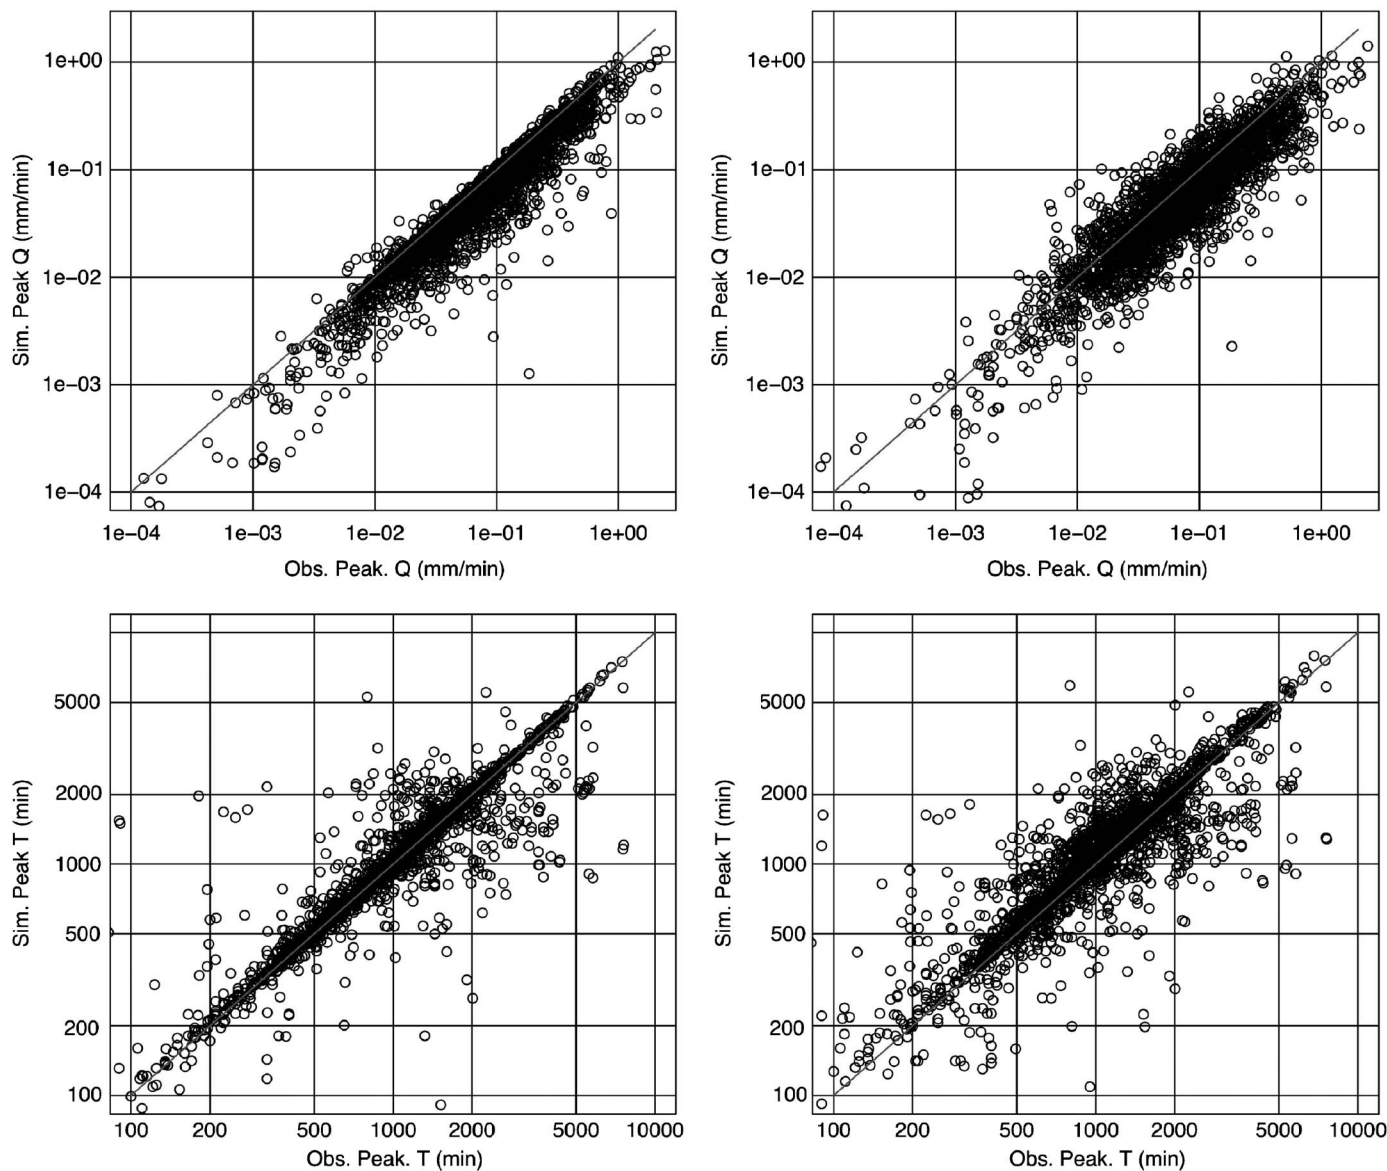 1e+00
1e−01
1e−02
1e−03
1e−04
Sim. Peak Q (mm/min)
1e−04 1e−03 1e−02 1e−01 1e+00
Obs. Peak. Q (mm/min)
1e+00
1e−01
1e−02
1e−03
1e−04
Sim. Peak Q (mm/min)
1e−04 1e−03 1e−02 1e−01 1e+00
Obs. Peak. Q (mm/min)
5000
2000
1000
500
200
100
Sim. Peak T (min)
100 200 500 1000 2000 5000 10000
Obs. Peak. T (min)
5000
2000
1000
500
200
100
Sim. Peak T (min)
100 200 500 1000 2000 5000 10000
Obs. Peak. T (min)